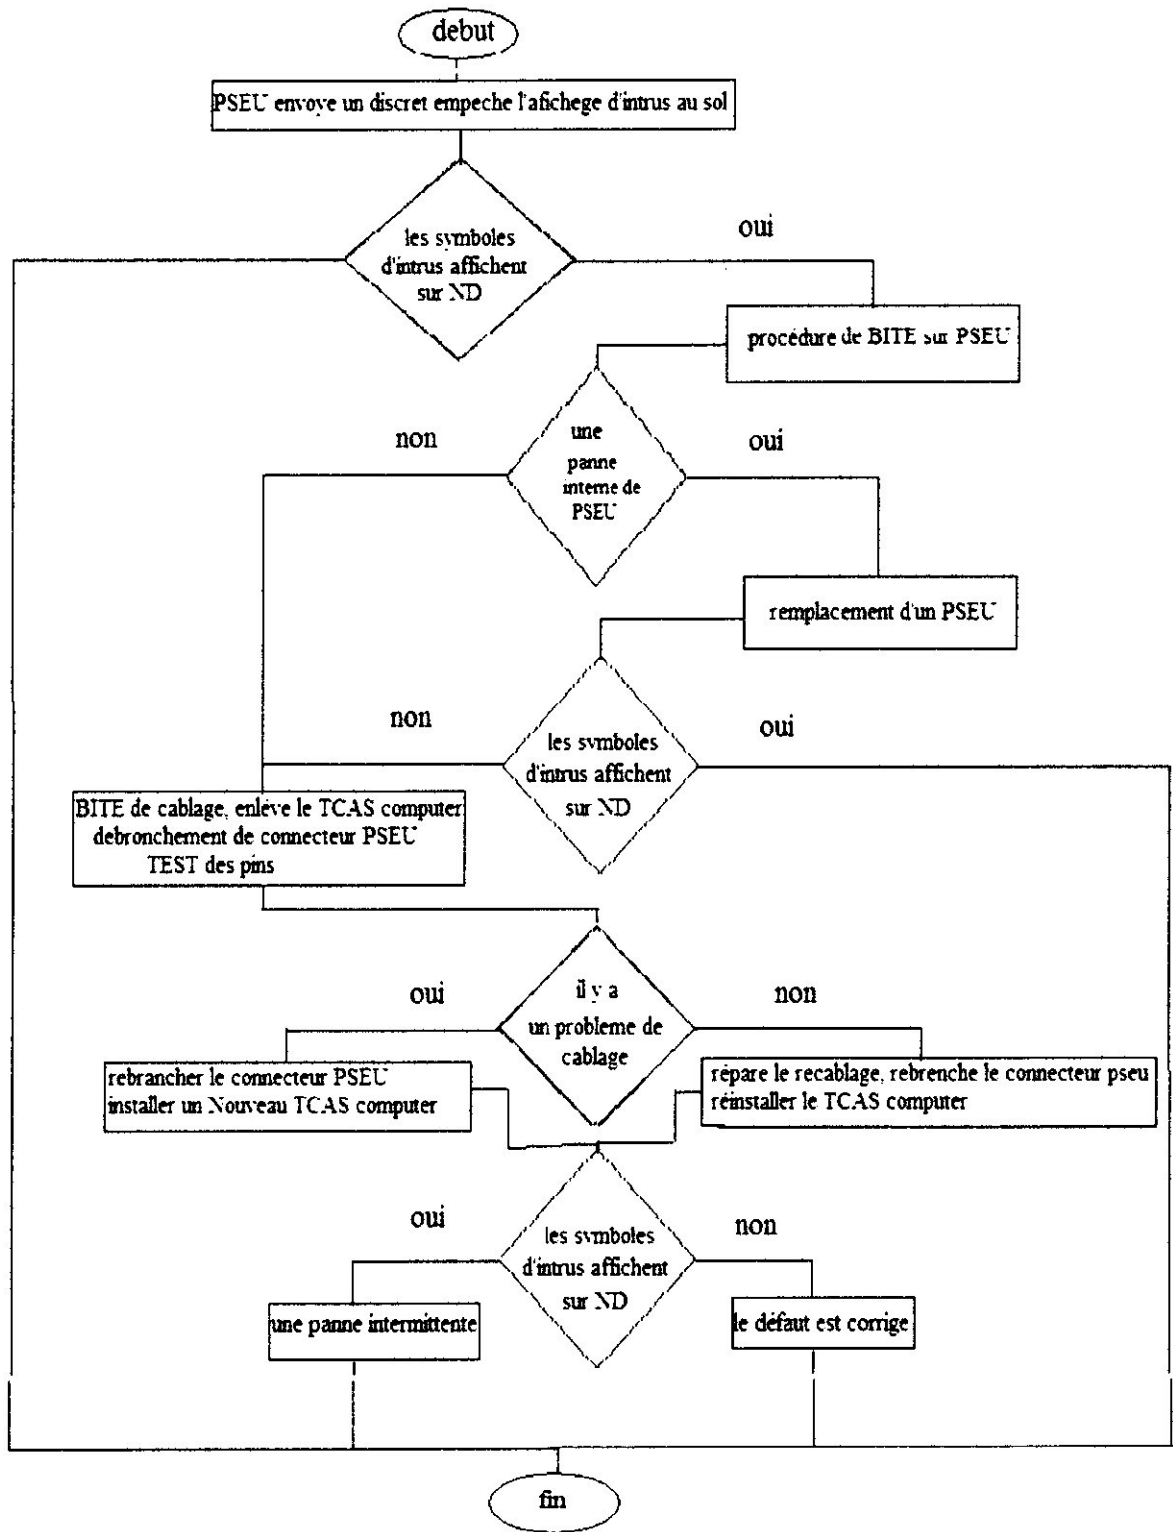 debut
PSEU envoye un discret empeche l'afichege d'intrus au sol
les symboles
d'intrus affichent
sur ND
oui
procédure de BITE sur PSEU
non
une
panne
interne de
PSEU
oui
remplacement d'un PSEU
non
les symboles
d'intrus affichent
sur ND
oui
BITE de cablage, enlève le TCAS computer
debronchement de connecteur PSEU
TEST des pins
oui
il y a
un probleme de
cablage
non
rebrancher le connecteur PSEU
installer un Nouveau TCAS computer
répare le recablage, rebrenche le connecteur pseu
réinstaller le TCAS computer
oui
les symboles
d'intrus affichent
sur ND
non
une panne intermittente
le défaut est corrige
fin